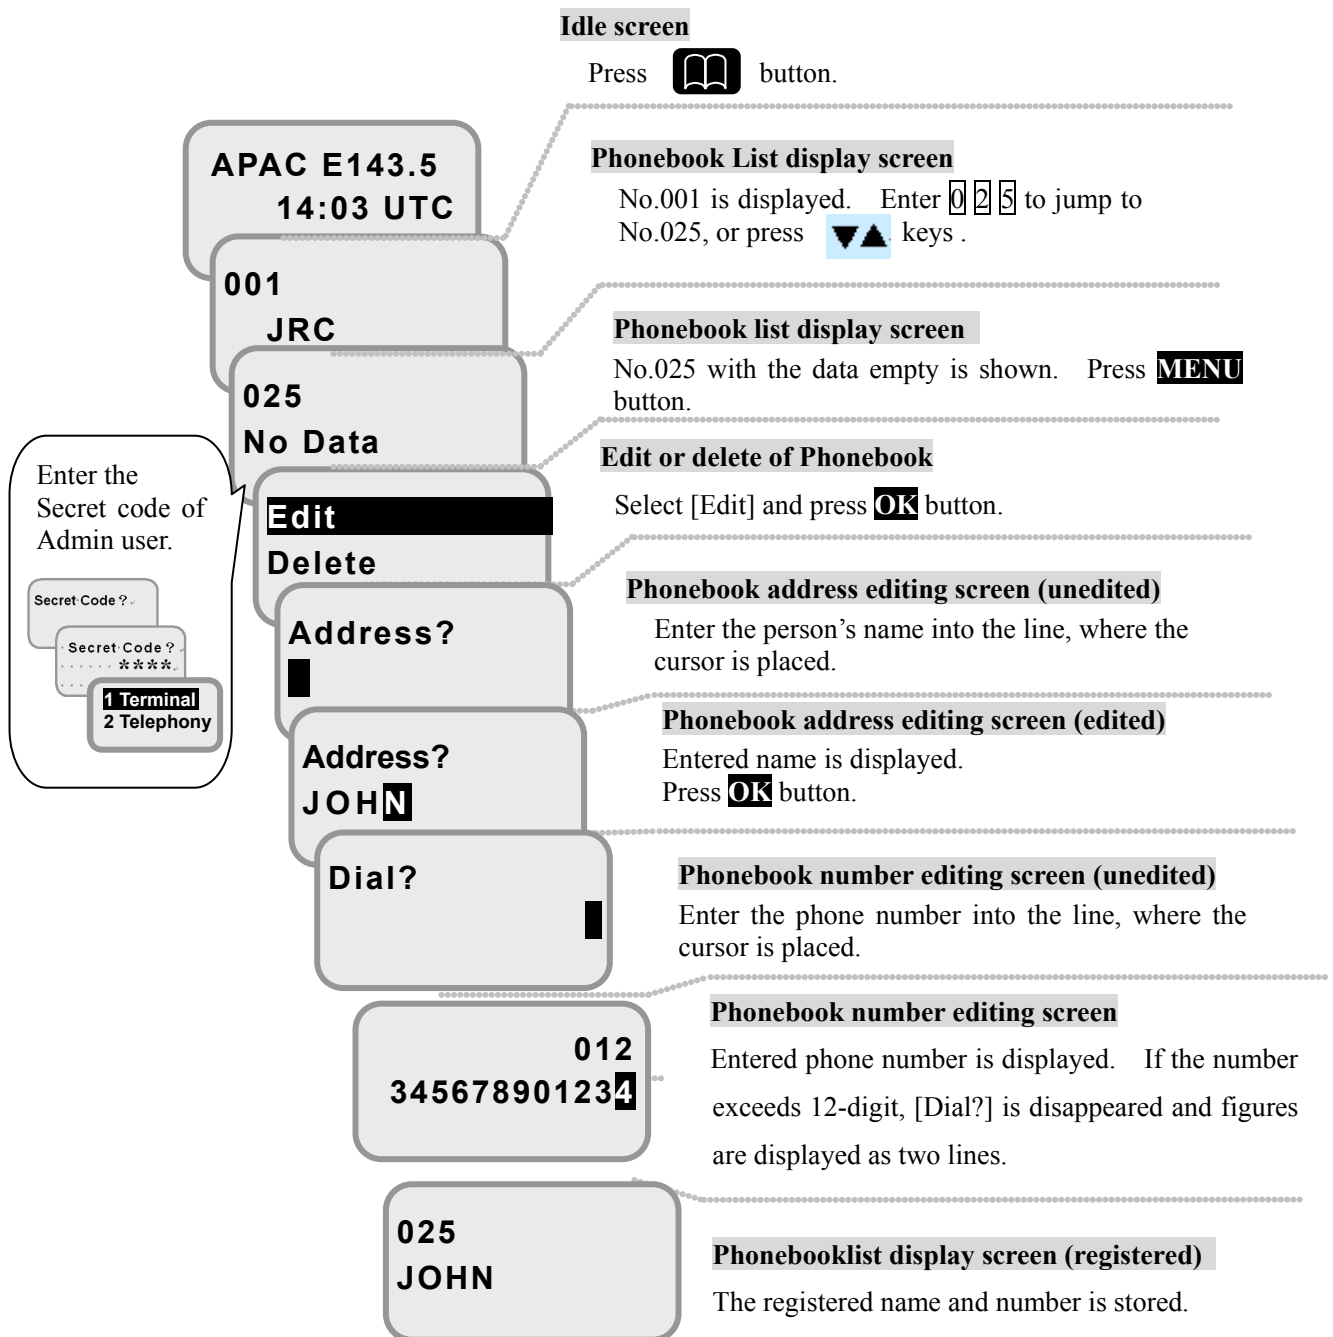 Idle screen
Press button.
APAC E143.5
14:03 UTC
Phonebook List display screen
No.001 is displayed. Enter 0 2 5 to jump to
No.025, or press ▼▲ keys .
001
JRC
Phonebook list display screen
No.025 with the data empty is shown. Press MENU
button.
025
No Data
Edit or delete of Phonebook
Select [Edit] and press OK button.
Enter the
Secret code of
Admin user.
Secret Code?
Secret Code?
****
1 Terminal
2 Telephony
Edit
Delete
Phonebook address editing screen (unedited)
Enter the person's name into the line, where the
cursor is placed.
Address?
Phonebook address editing screen (edited)
Entered name is displayed.
Press OK button.
Address?
JOHN
Phonebook number editing screen (unedited)
Enter the phone number into the line, where the
cursor is placed.
Dial?
Phonebook number editing screen
Entered phone number is displayed. If the number
exceeds 12-digit, [Dial?] is disappeared and figures
are displayed as two lines.
012
345678901234
Phonebooklist display screen (registered)
The registered name and number is stored.
025
JOHN